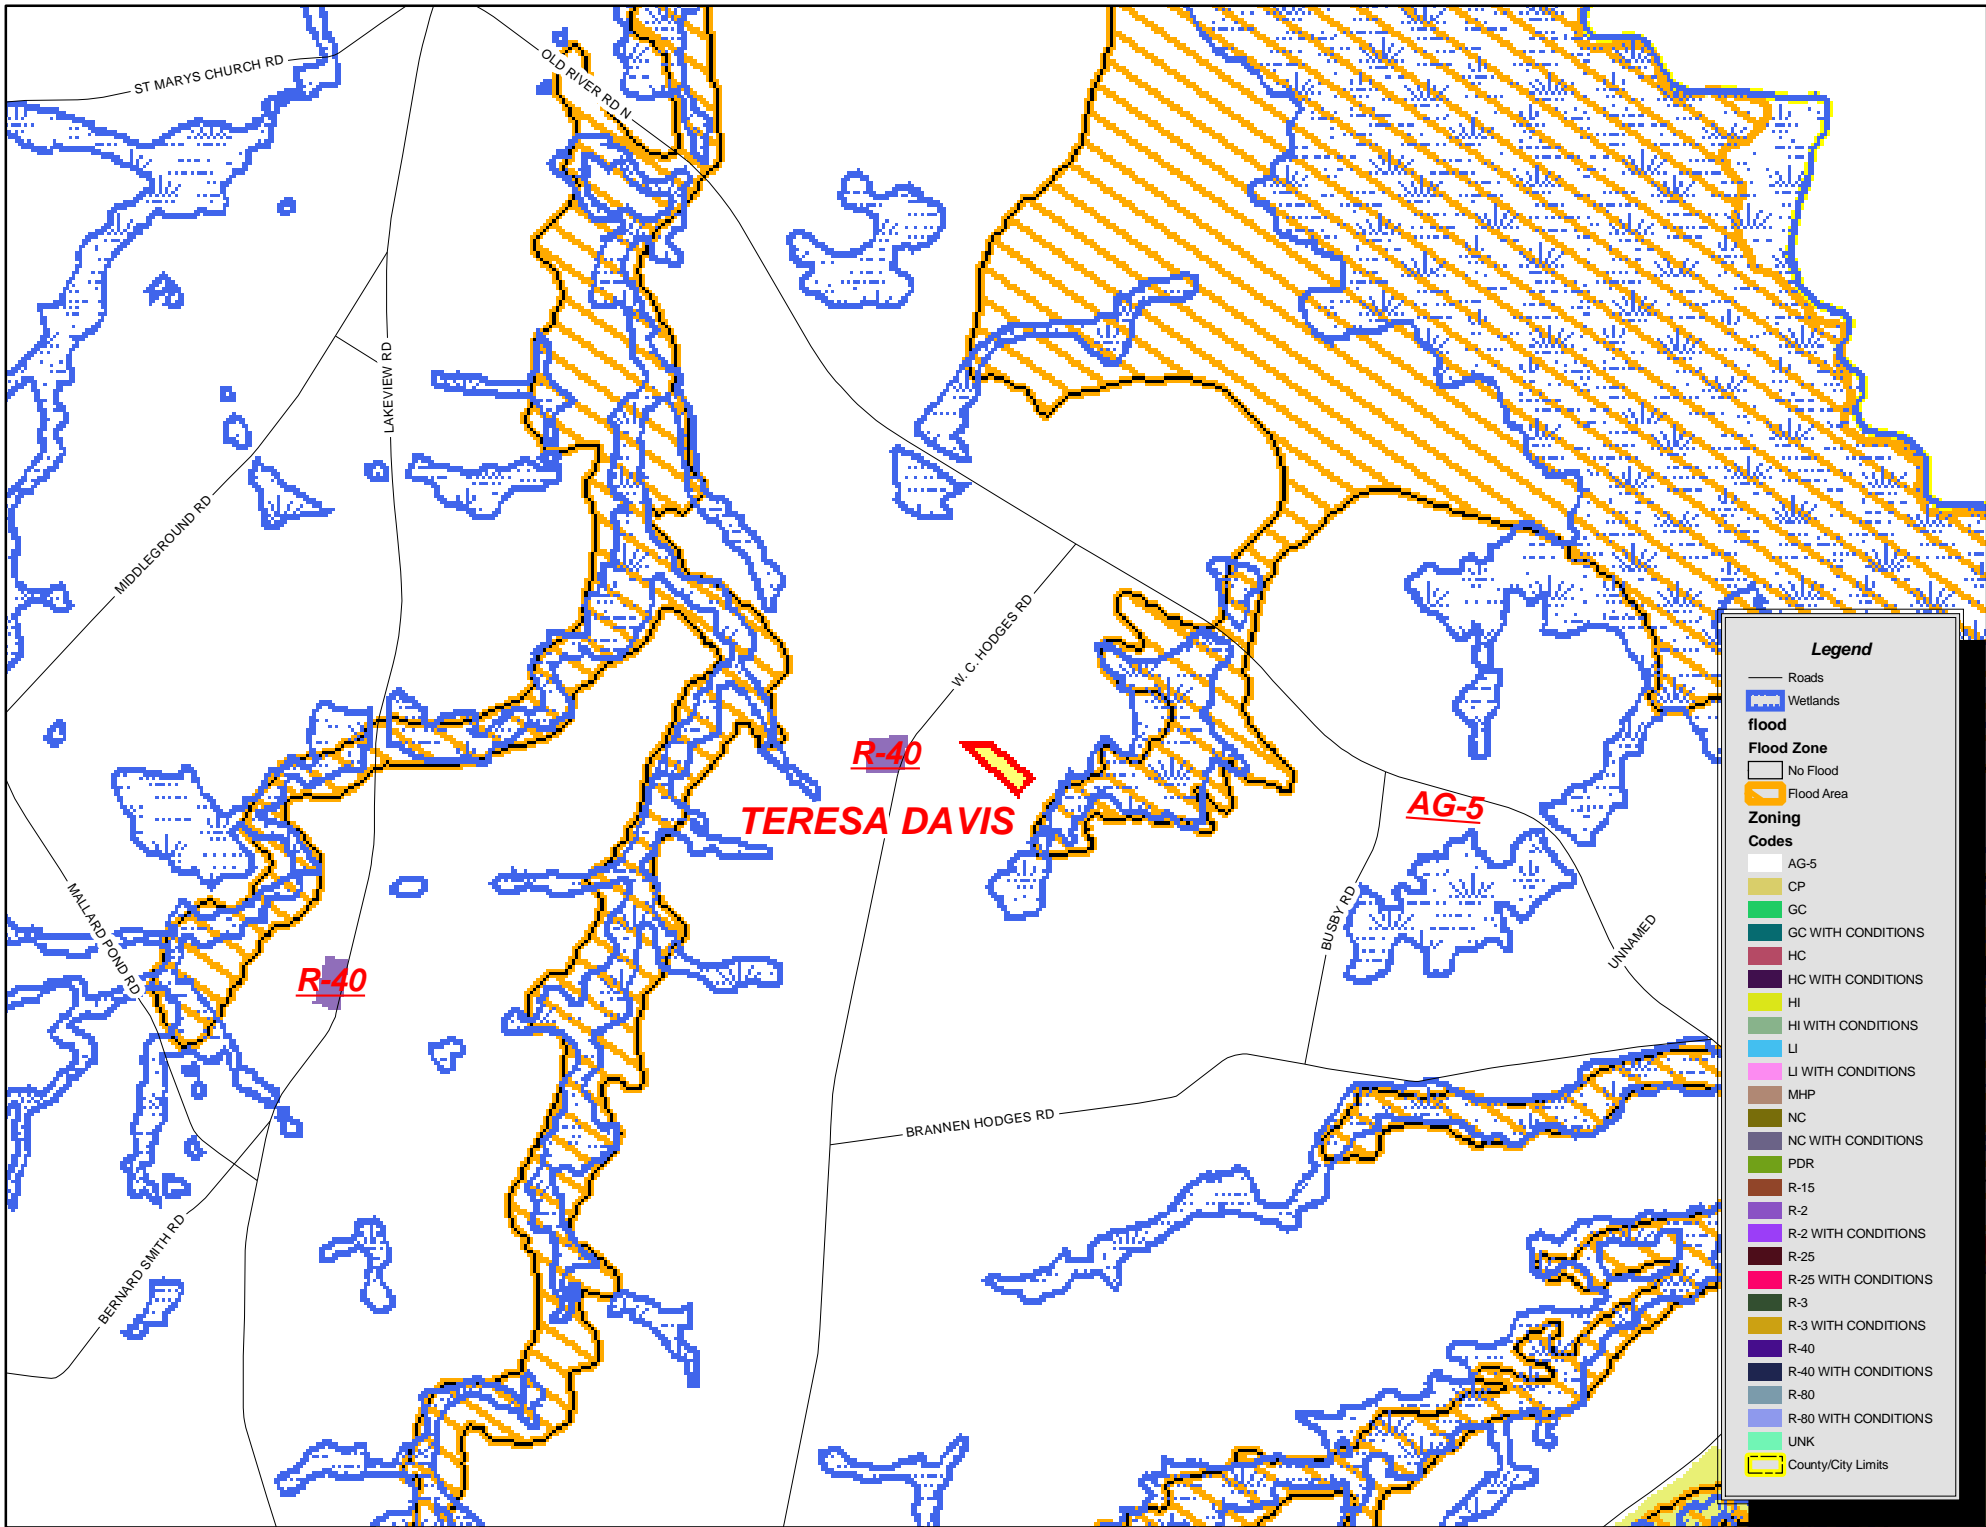 ST MARYS CHURCH RD
OLD RIVER RD N
LAKEVIEW RD
MIDDLEGROUND RD
W. C. HODGES RD
R-40
TERESA DAVIS
AG-5
MALLARD POND RD
R-40
BUSBY RD
UNNAMED
BRANNEN HODGES RD
BERNARD SMITH RD
Legend
Roads
Wetlands
flood
Flood Zone
No Flood
Flood Area
Zoning
Codes
AG-5
CP
GC
GC WITH CONDITIONS
HC
HC WITH CONDITIONS
HI
HI WITH CONDITIONS
LI
LI WITH CONDITIONS
MHP
NC
NC WITH CONDITIONS
PDR
R-15
R-2
R-2 WITH CONDITIONS
R-25
R-25 WITH CONDITIONS
R-3
R-3 WITH CONDITIONS
R-40
R-40 WITH CONDITIONS
R-80
R-80 WITH CONDITIONS
UNK
County/City Limits